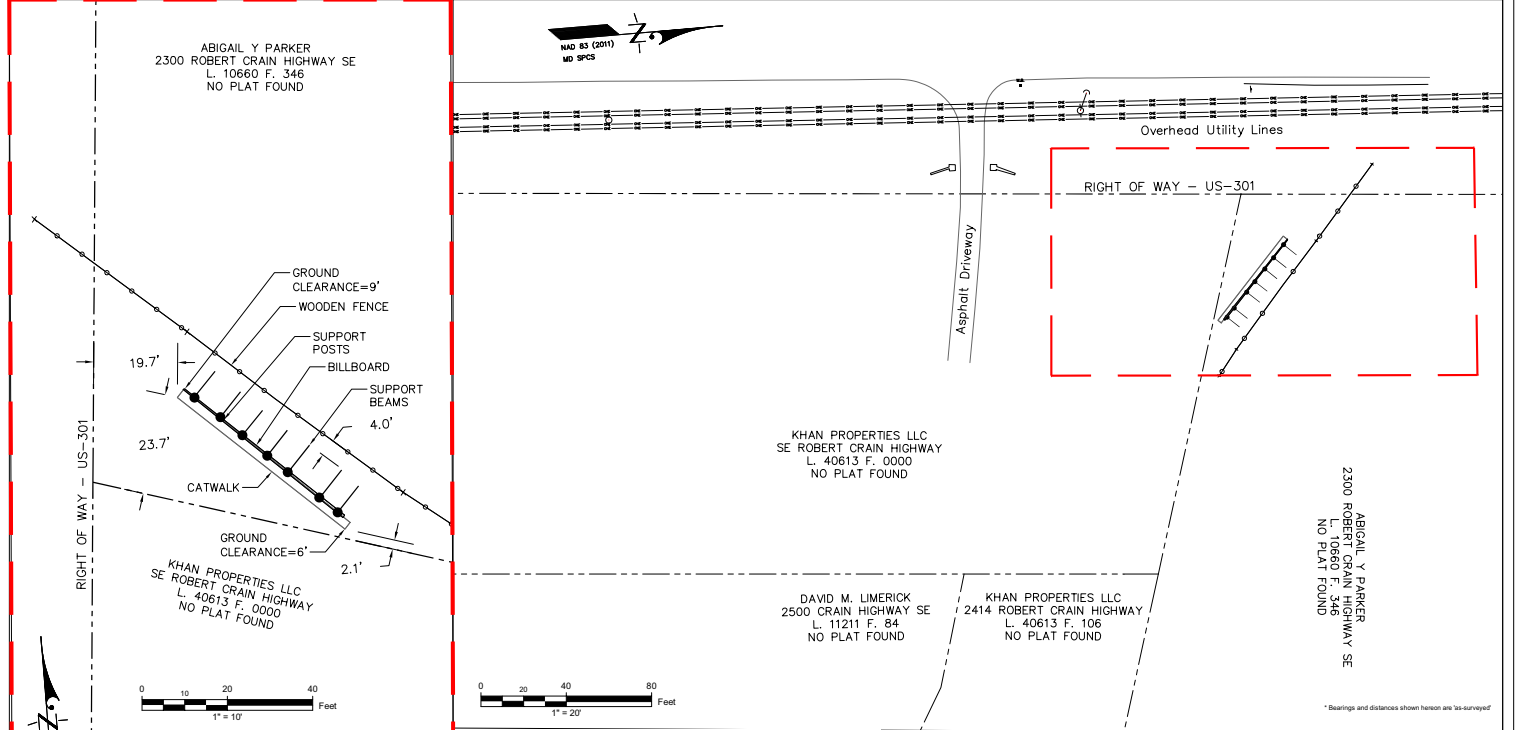 ABIGAIL Y PARKER
2300 ROBERT CRAIN HIGHWAY SE
L. 10660 F. 346
NO PLAT FOUND
GROUND
CLEARANCE=9'
WOODEN FENCE
SUPPORT
POSTS
BILLBOARD
SUPPORT
BEAMS
19.7'
4.0'
23.7'
CATWALK
RIGHT OF WAY - US-301
GROUND
CLEARANCE=6'
2.1'
KHAN PROPERTIES LLC
SE ROBERT CRAIN HIGHWAY
L. 40613 F. 0000
NO PLAT FOUND
N
0 10 20 40
Feet
1" = 10'
N
NAD 83 (2011)
MD SPCS
Overhead Utility Lines
RIGHT OF WAY - US-301
Asphalt Driveway
KHAN PROPERTIES LLC
SE ROBERT CRAIN HIGHWAY
L. 40613 F. 0000
NO PLAT FOUND
ABIGAIL Y PARKER
2300 ROBERT CRAIN HIGHWAY SE
L. 10660 F. 346
NO PLAT FOUND
DAVID M. LIMERICK
2500 CRAIN HIGHWAY SE
L. 11211 F. 84
NO PLAT FOUND
KHAN PROPERTIES LLC
2414 ROBERT CRAIN HIGHWAY
L. 40613 F. 106
NO PLAT FOUND
0 20 40 80
Feet
1" = 20'
* Bearings and distances shown hereon are 'as-surveyed'